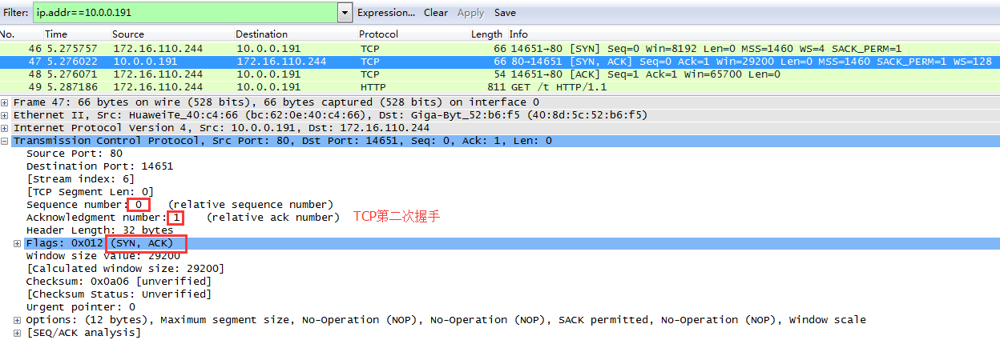 Filter: ip.addr==10.0.0.191 Expression... Clear Apply Save
No. Time Source Destination Protocol Length Info
46 5.275757 172.16.110.244 10.0.0.191 TCP 66 14651→80 [SYN] Seq=0 Win=8192 Len=0 MSS=1460 WS=4 SACK_PERM=1
47 5.276022 10.0.0.191 172.16.110.244 TCP 66 80→14651 [SYN, ACK] Seq=0 Ack=1 Win=29200 Len=0 MSS=1460 SACK_PERM=1 WS=128
48 5.276071 172.16.110.244 10.0.0.191 TCP 54 14651→80 [ACK] Seq=1 Ack=1 Win=65700 Len=0
49 5.287186 172.16.110.244 10.0.0.191 HTTP 811 GET /t HTTP/1.1
Frame 47: 66 bytes on wire (528 bits), 66 bytes captured (528 bits) on interface 0
Ethernet II, Src: HuaweiTe_40:c4:66 (bc:62:0e:40:c4:66), Dst: Giga-Byt_52:b6:f5 (40:8d:5c:52:b6:f5)
Internet Protocol Version 4, Src: 10.0.0.191, Dst: 172.16.110.244
Transmission Control Protocol, Src Port: 80, Dst Port: 14651, Seq: 0, Ack: 1, Len: 0
Source Port: 80
Destination Port: 14651
[Stream index: 6]
[TCP Segment Len: 0]
Sequence number: 0 (relative sequence number)
Acknowledgment number: 1 (relative ack number) TCP第二次握手
Header Length: 32 bytes
Flags: 0x012 (SYN, ACK)
Window size value: 29200
[Calculated window size: 29200]
Checksum: 0x0a06 [unverified]
[Checksum Status: Unverified]
Urgent pointer: 0
Options: (12 bytes), Maximum segment size, No-Operation (NOP), No-Operation (NOP), SACK permitted, No-Operation (NOP), Window scale
[SEQ/ACK analysis]